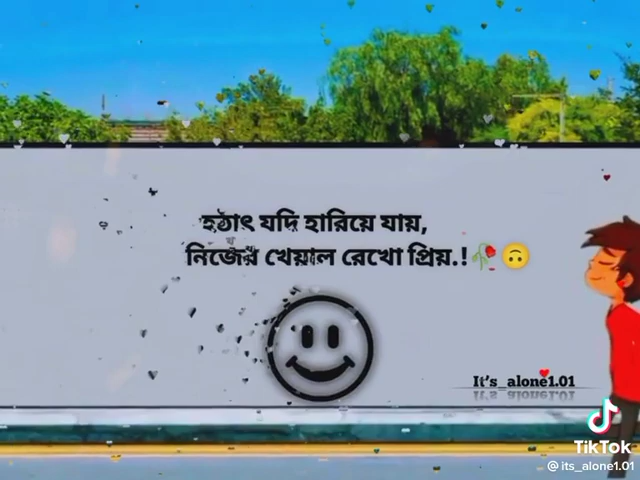 হঠাৎ যদি হারিয়ে যায়,
নিজের খেয়াল রেখো প্রিয়.!🥀🙃
It's_alone1.01
TikTok
@its_alone1.01